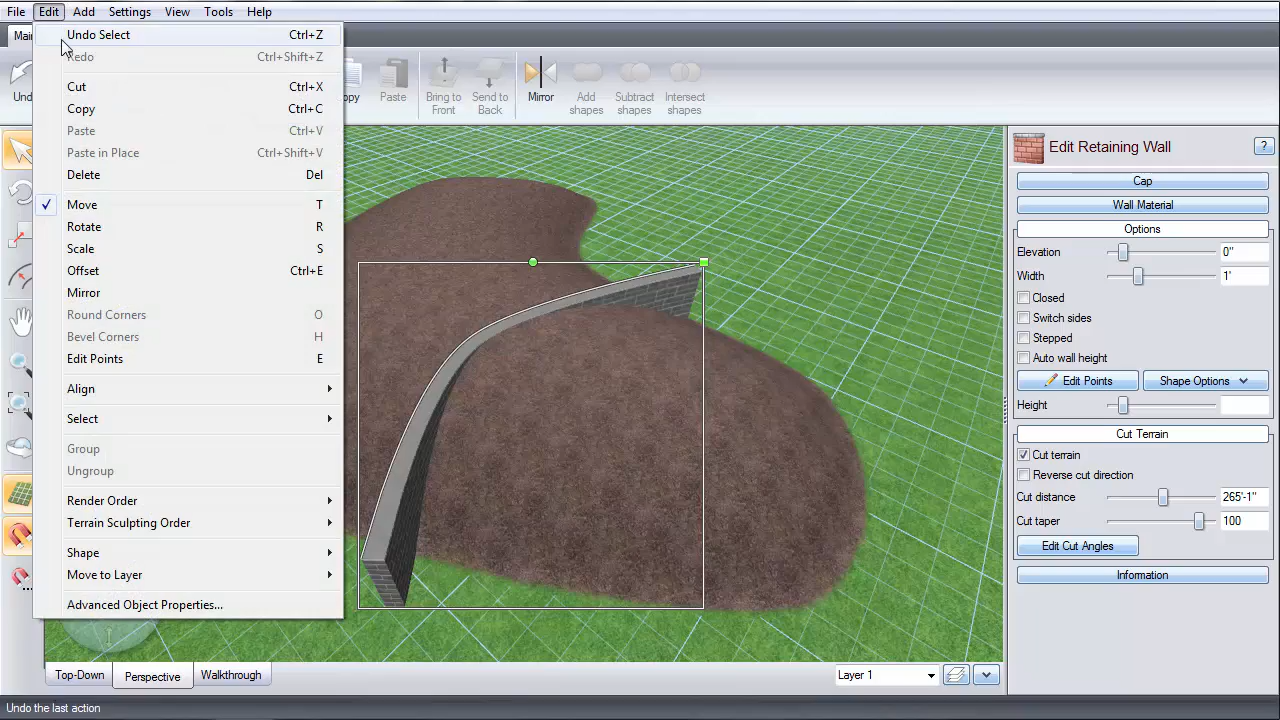 File Edit Add Settings View Tools Help
Undo Select Ctrl+Z
Redo Ctrl+Shift+Z
Cut Ctrl+X
Copy Ctrl+C
Paste Ctrl+V
Paste in Place Ctrl+Shift+V
Delete Del
Move T
Rotate R
Scale S
Offset Ctrl+E
Mirror
Round Corners O
Bevel Corners H
Edit Points E
Align
Select
Group
Ungroup
Render Order
Terrain Sculpting Order
Shape
Move to Layer
Advanced Object Properties...
Mai
Undo
opy
Paste
Bring to
Front
Send to
Back
Mirror
Add
shapes
Subtract
shapes
Intersect
shapes
Edit Retaining Wall ?
Cap
Wall Material
Options
Elevation 0"
Width 1'
Closed
Switch sides
Stepped
Auto wall height
Edit Points Shape Options
Height
Cut Terrain
Cut terrain
Reverse cut direction
Cut distance 265'-1"
Cut taper 100
Edit Cut Angles
Information
Top-Down Perspective Walkthrough Layer 1
Undo the last action